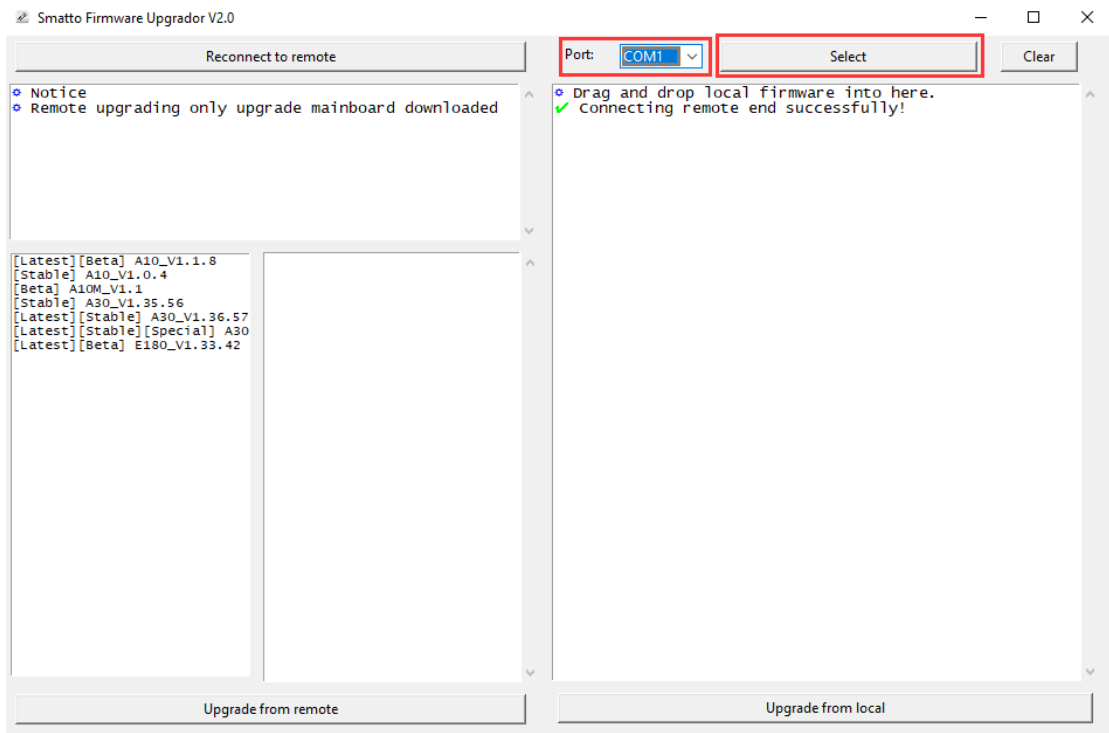 Smatto Firmware Upgrador V2.0
Reconnect to remote
Port: COM1 Select Clear
Notice
Remote upgrading only upgrade mainboard downloaded
Drag and drop local firmware into here.
Connecting remote end successfully!
[Latest][Beta] A10_V1.1.8
[Stable] A10_V1.0.4
[Beta] A10M_V1.1
[Stable] A30_V1.35.56
[Latest][Stable] A30_V1.36.57
[Latest][Stable][Special] A30
[Latest][Beta] E180_V1.33.42
Upgrade from remote
Upgrade from local